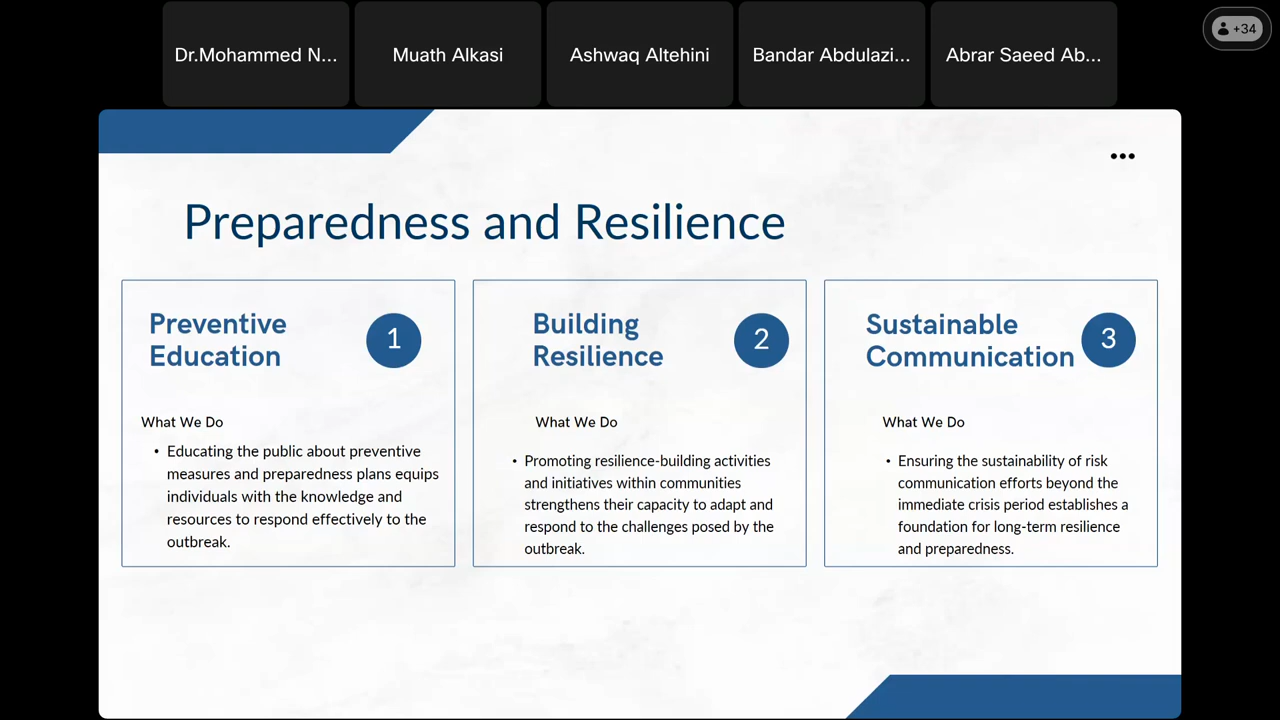 Dr.Mohammed N...
Muath Alkasi
Ashwaq Altehini
Bandar Abdulazi...
Abrar Saeed Ab...
+34
Preparedness and Resilience
Preventive
Education
1
What We Do
• Educating the public about preventive
measures and preparedness plans equips
individuals with the knowledge and
resources to respond effectively to the
outbreak.
Building
Resilience
2
What We Do
• Promoting resilience-building activities
and initiatives within communities
strengthens their capacity to adapt and
respond to the challenges posed by the
outbreak.
Sustainable
Communication
3
What We Do
• Ensuring the sustainability of risk
communication efforts beyond the
immediate crisis period establishes a
foundation for long-term resilience
and preparedness.